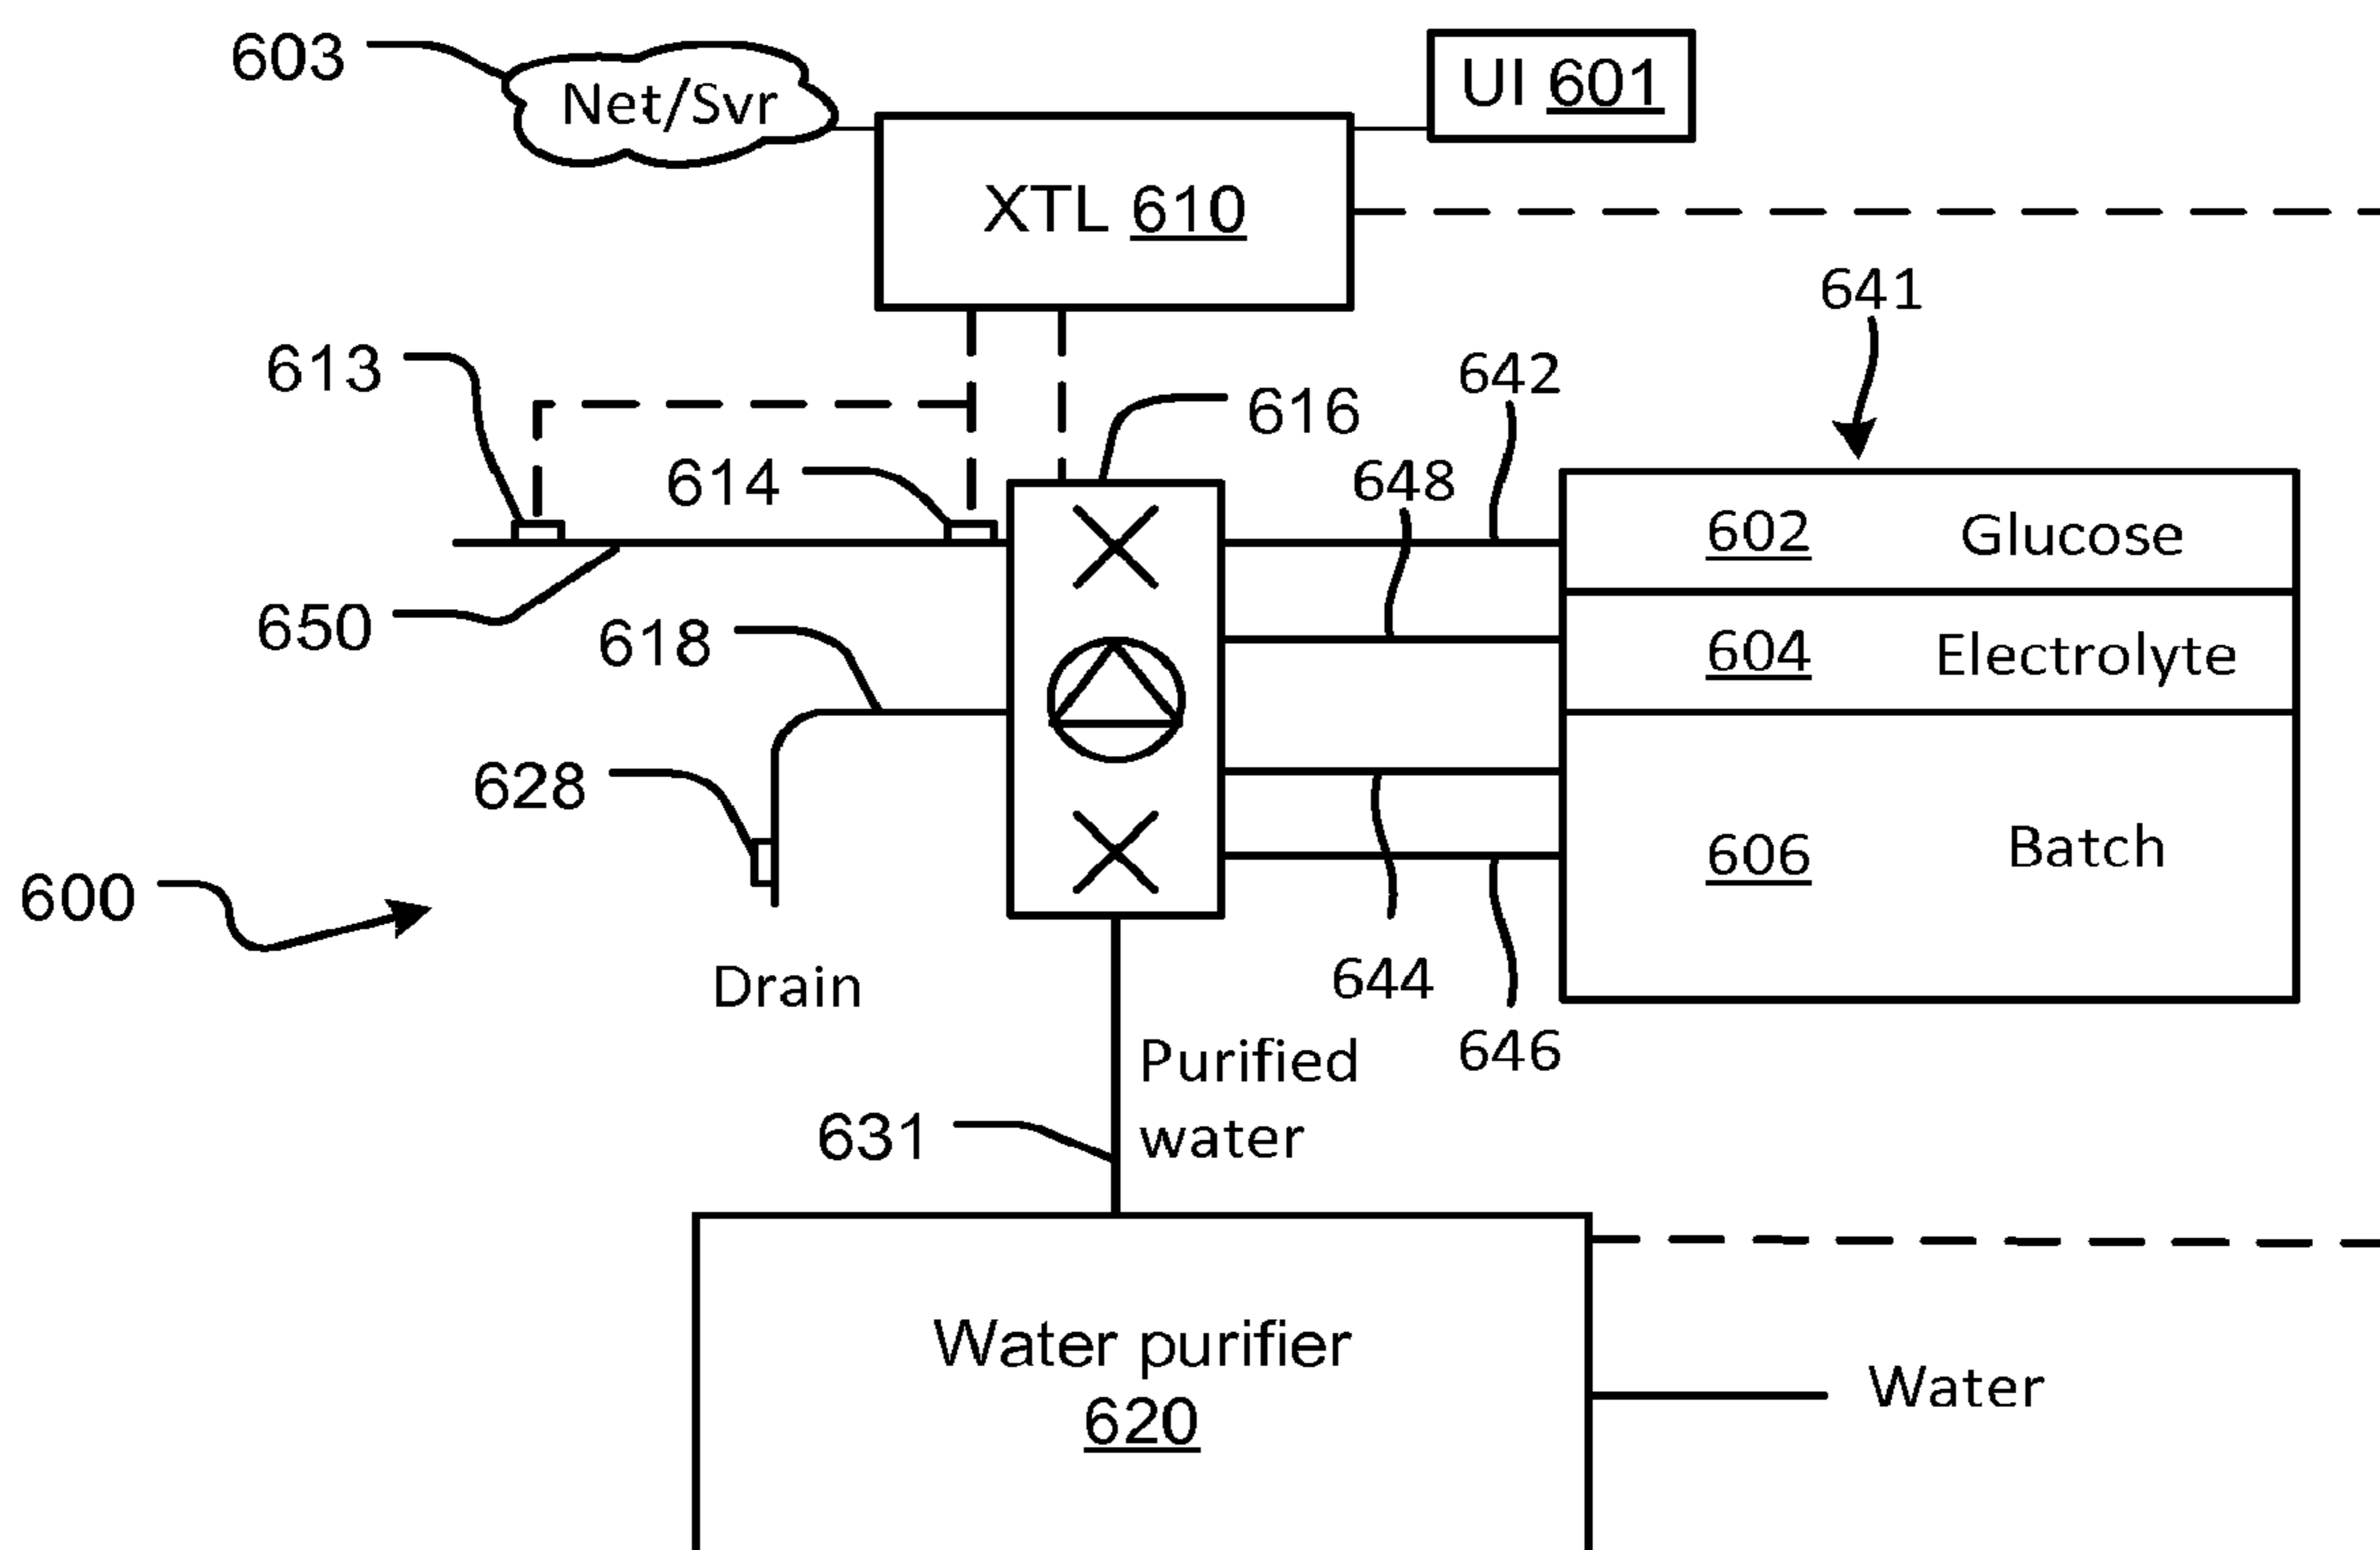 603
Net/Svr
UI 601
XTL 610
641
613
642
616
614
648
602 Glucose
650
618
604 Electrolyte
628
606 Batch
600
Drain
644
646
Purified
water
631
Water purifier
620
Water